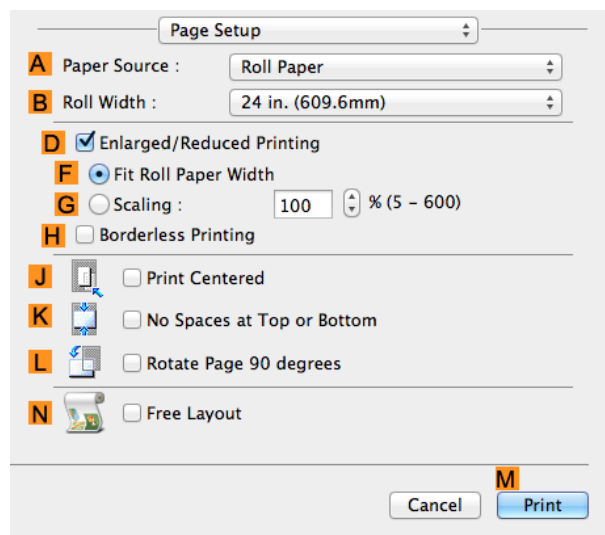 Page Setup
A Paper Source : Roll Paper
B Roll Width : 24 in. (609.6mm)
D Enlarged/Reduced Printing
F Fit Roll Paper Width
G Scaling : 100 % (5 – 600)
H Borderless Printing
J Print Centered
K No Spaces at Top or Bottom
L Rotate Page 90 degrees
N Free Layout
M
Cancel Print